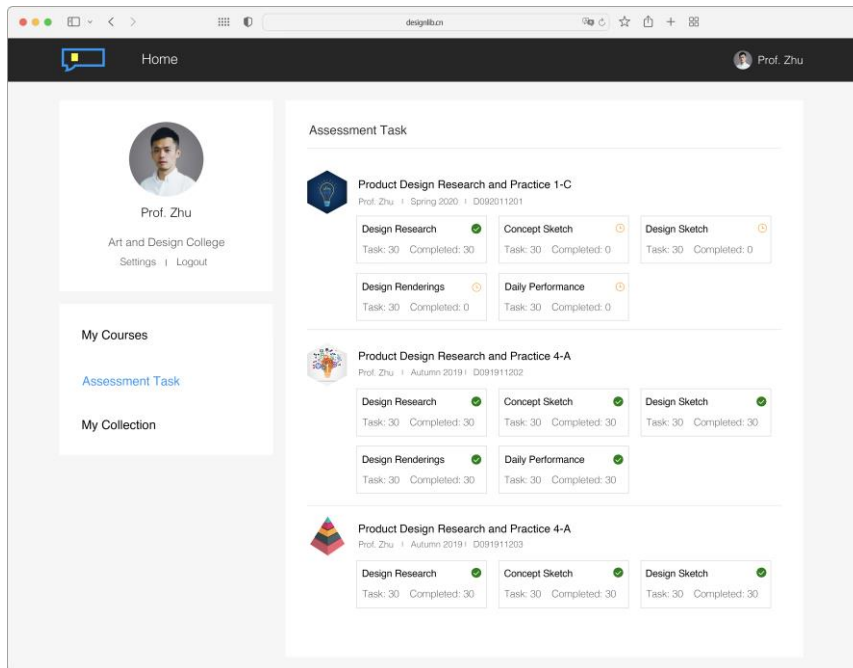 designlib.cn
Home
Prof. Zhu
Prof. Zhu
Art and Design College
Settings | Logout
My Courses
Assessment Task
My Collection
Assessment Task
Product Design Research and Practice 1-C
Prof. Zhu | Spring 2020 | D092011201
Design Research
Task: 30 Completed: 30
Concept Sketch
Task: 30 Completed: 0
Design Sketch
Task: 30 Completed: 0
Design Renderings
Task: 30 Completed: 0
Daily Performance
Task: 30 Completed: 0
Product Design Research and Practice 4-A
Prof. Zhu | Autumn 2019 | D091911202
Design Research
Task: 30 Completed: 30
Concept Sketch
Task: 30 Completed: 30
Design Sketch
Task: 30 Completed: 30
Design Renderings
Task: 30 Completed: 30
Daily Performance
Task: 30 Completed: 30
Product Design Research and Practice 4-A
Prof. Zhu | Autumn 2019 | D091911203
Design Research
Task: 30 Completed: 30
Concept Sketch
Task: 30 Completed: 30
Design Sketch
Task: 30 Completed: 30